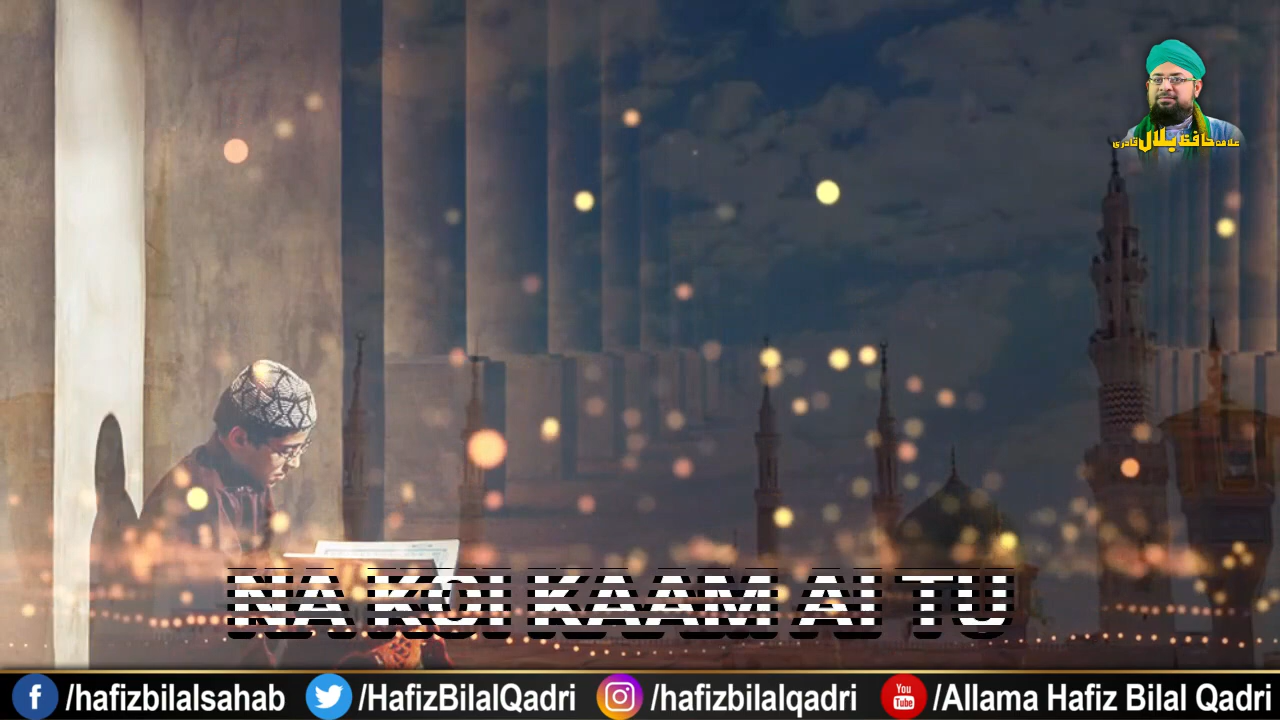 علامہ حافظ بلال قادری
NA KOI KAAM AI TU
/hafizbilalsahab /HafizBilalQadri /hafizbilalqadri You Tube /Allama Hafiz Bilal Qadri